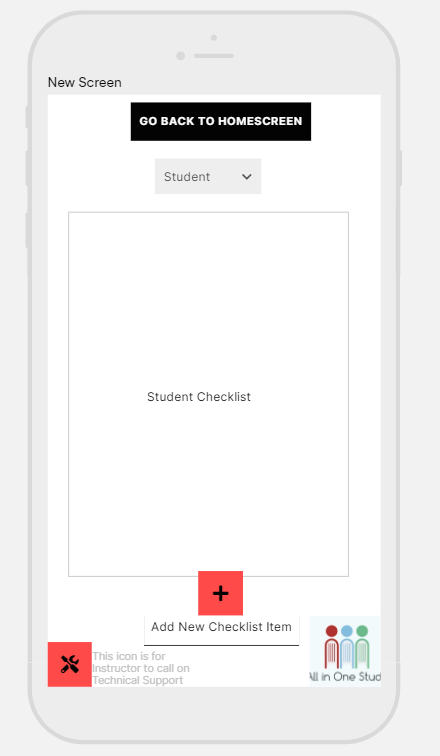 New Screen
GO BACK TO HOMESCREEN
Student
Student Checklist
Add New Checklist Item
This icon is for
Instructor to call on
Technical Support
All in One Stud